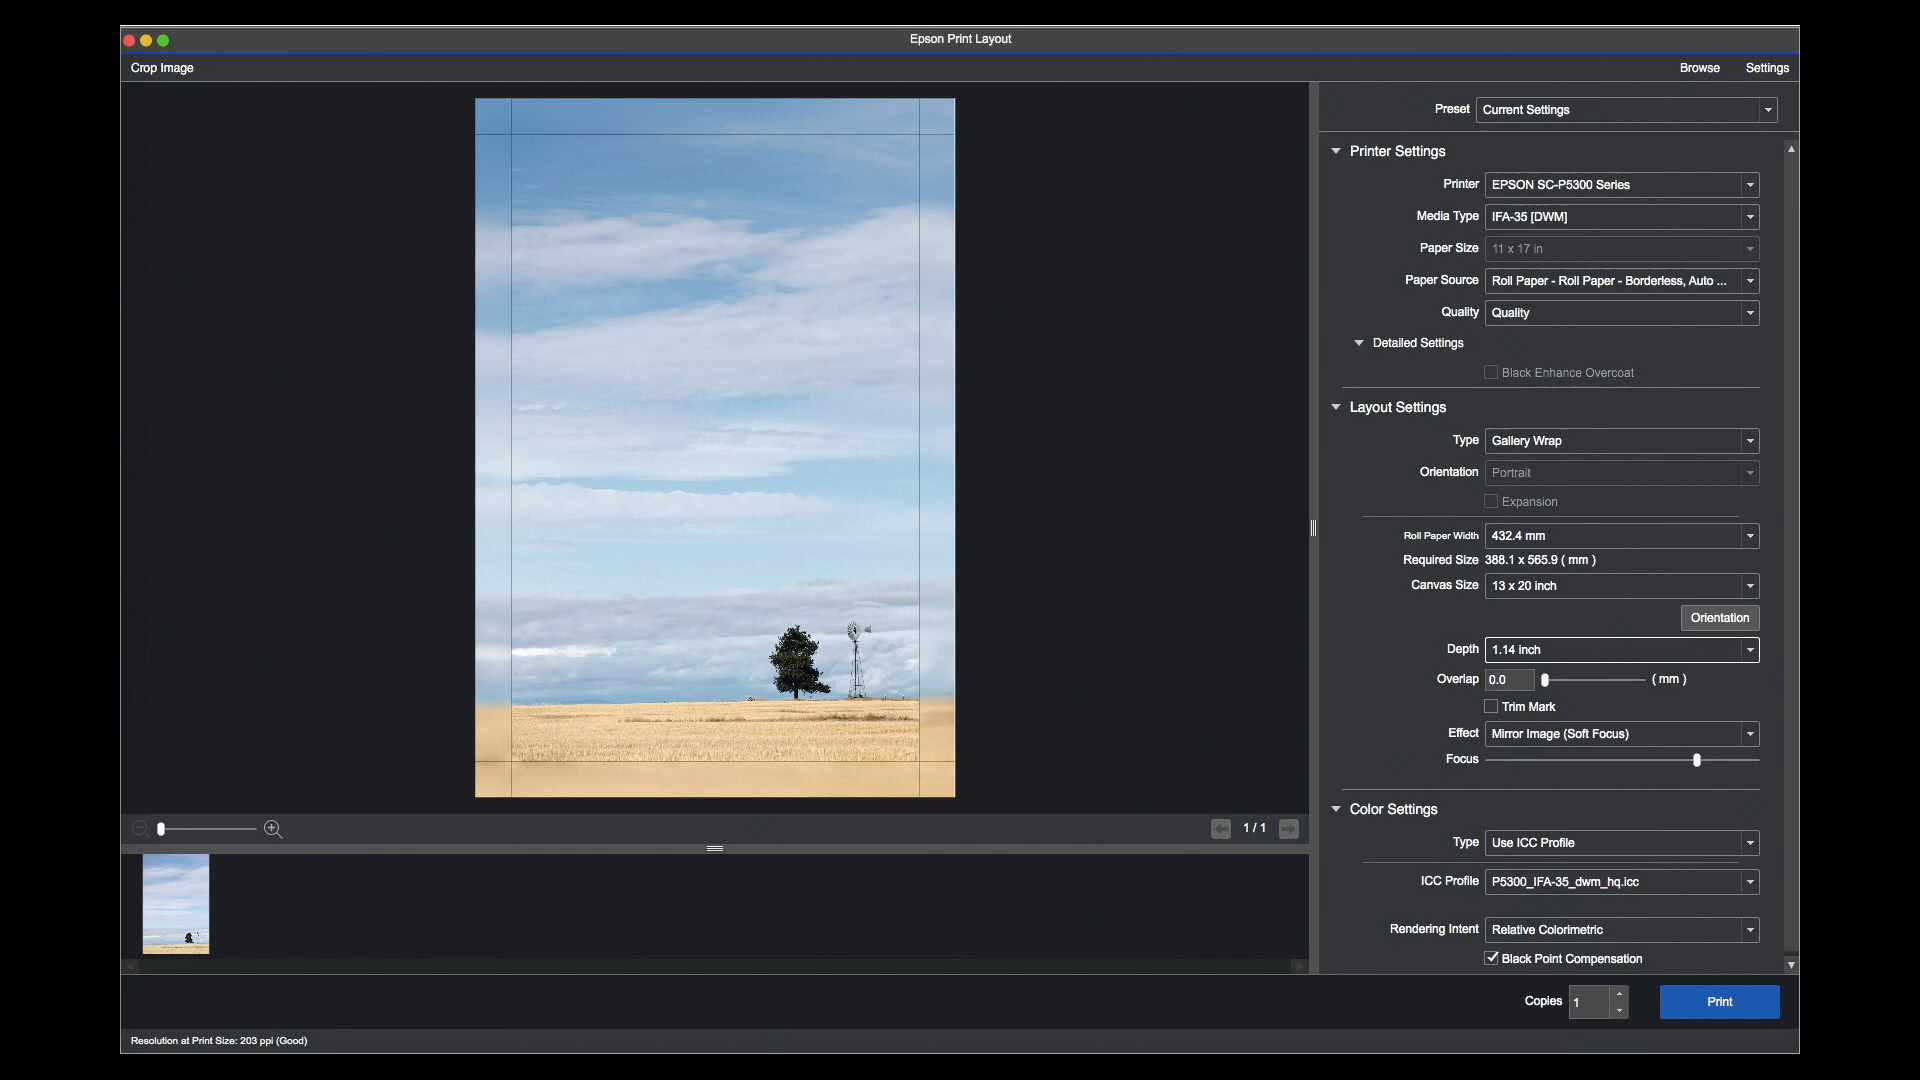 Epson Print Layout
Crop Image
Browse
Settings
Preset Current Settings
Printer Settings
Printer EPSON SC-P5300 Series
Media Type IFA-35 [DWM]
Paper Size 11 x 17 in
Paper Source Roll Paper - Roll Paper - Borderless, Auto ...
Quality Quality
Detailed Settings
Black Enhance Overcoat
Layout Settings
Type Gallery Wrap
Orientation Portrait
Expansion
Roll Paper Width 432.4 mm
Required Size 388.1 x 565.9 ( mm )
Canvas Size 13 x 20 inch
Orientation
Depth 1.14 inch
Overlap 0.0 ( mm )
Trim Mark
Effect Mirror Image (Soft Focus)
Focus
1 / 1
Color Settings
Type Use ICC Profile
ICC Profile P5300_IFA-35_dwm_hq.icc
Rendering Intent Relative Colorimetric
Black Point Compensation
Copies 1
Print
Resolution at Print Size: 203 ppi (Good)